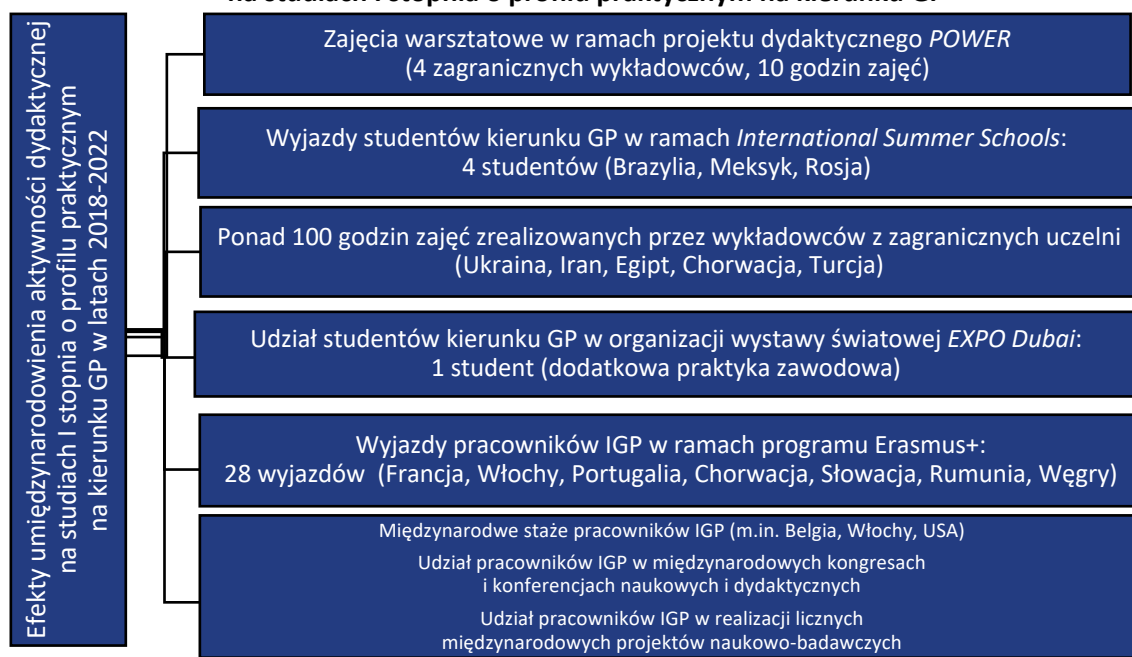 na studiach I stopnia o profilu praktycznym na kierunku GP
Efekty umiędzynarodowienia aktywności dydaktycznej
na studiach I stopnia o profilu praktycznym
na kierunku GP w latach 2018-2022
Zajęcia warsztatowe w ramach projektu dydaktycznego POWER
(4 zagranicznych wykładowców, 10 godzin zajęć)
Wyjazdy studentów kierunku GP w ramach International Summer Schools:
4 studentów (Brazylia, Meksyk, Rosja)
Ponad 100 godzin zajęć zrealizowanych przez wykładowców z zagranicznych uczelni
(Ukraina, Iran, Egipt, Chorwacja, Turcja)
Udział studentów kierunku GP w organizacji wystawy światowej EXPO Dubai:
1 student (dodatkowa praktyka zawodowa)
Wyjazdy pracowników IGP w ramach programu Erasmus+:
28 wyjazdów (Francja, Włochy, Portugalia, Chorwacja, Słowacja, Rumunia, Węgry)
Międzynarodwe staże pracowników IGP (m.in. Belgia, Włochy, USA)
Udział pracowników IGP w międzynarodowych kongresach
i konferencjach naukowych i dydaktycznych
Udział pracowników IGP w realizacji licznych
międzynarodowych projektów naukowo-badawczych